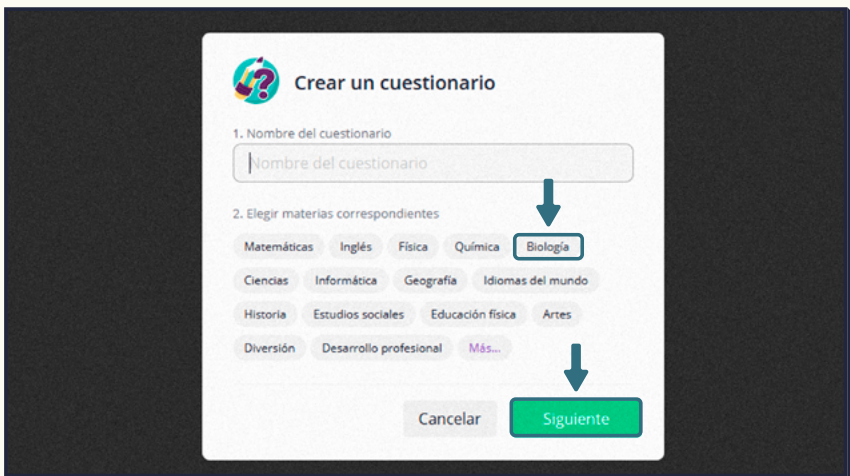 Crear un cuestionario
1. Nombre del cuestionario
Nombre del cuestionario
2. Elegir materias correspondientes
Matemáticas Inglés Física Química Biología
Ciencias Informática Geografía Idiomas del mundo
Historia Estudios sociales Educación física Artes
Diversión Desarrollo profesional Más...
Cancelar Siguiente